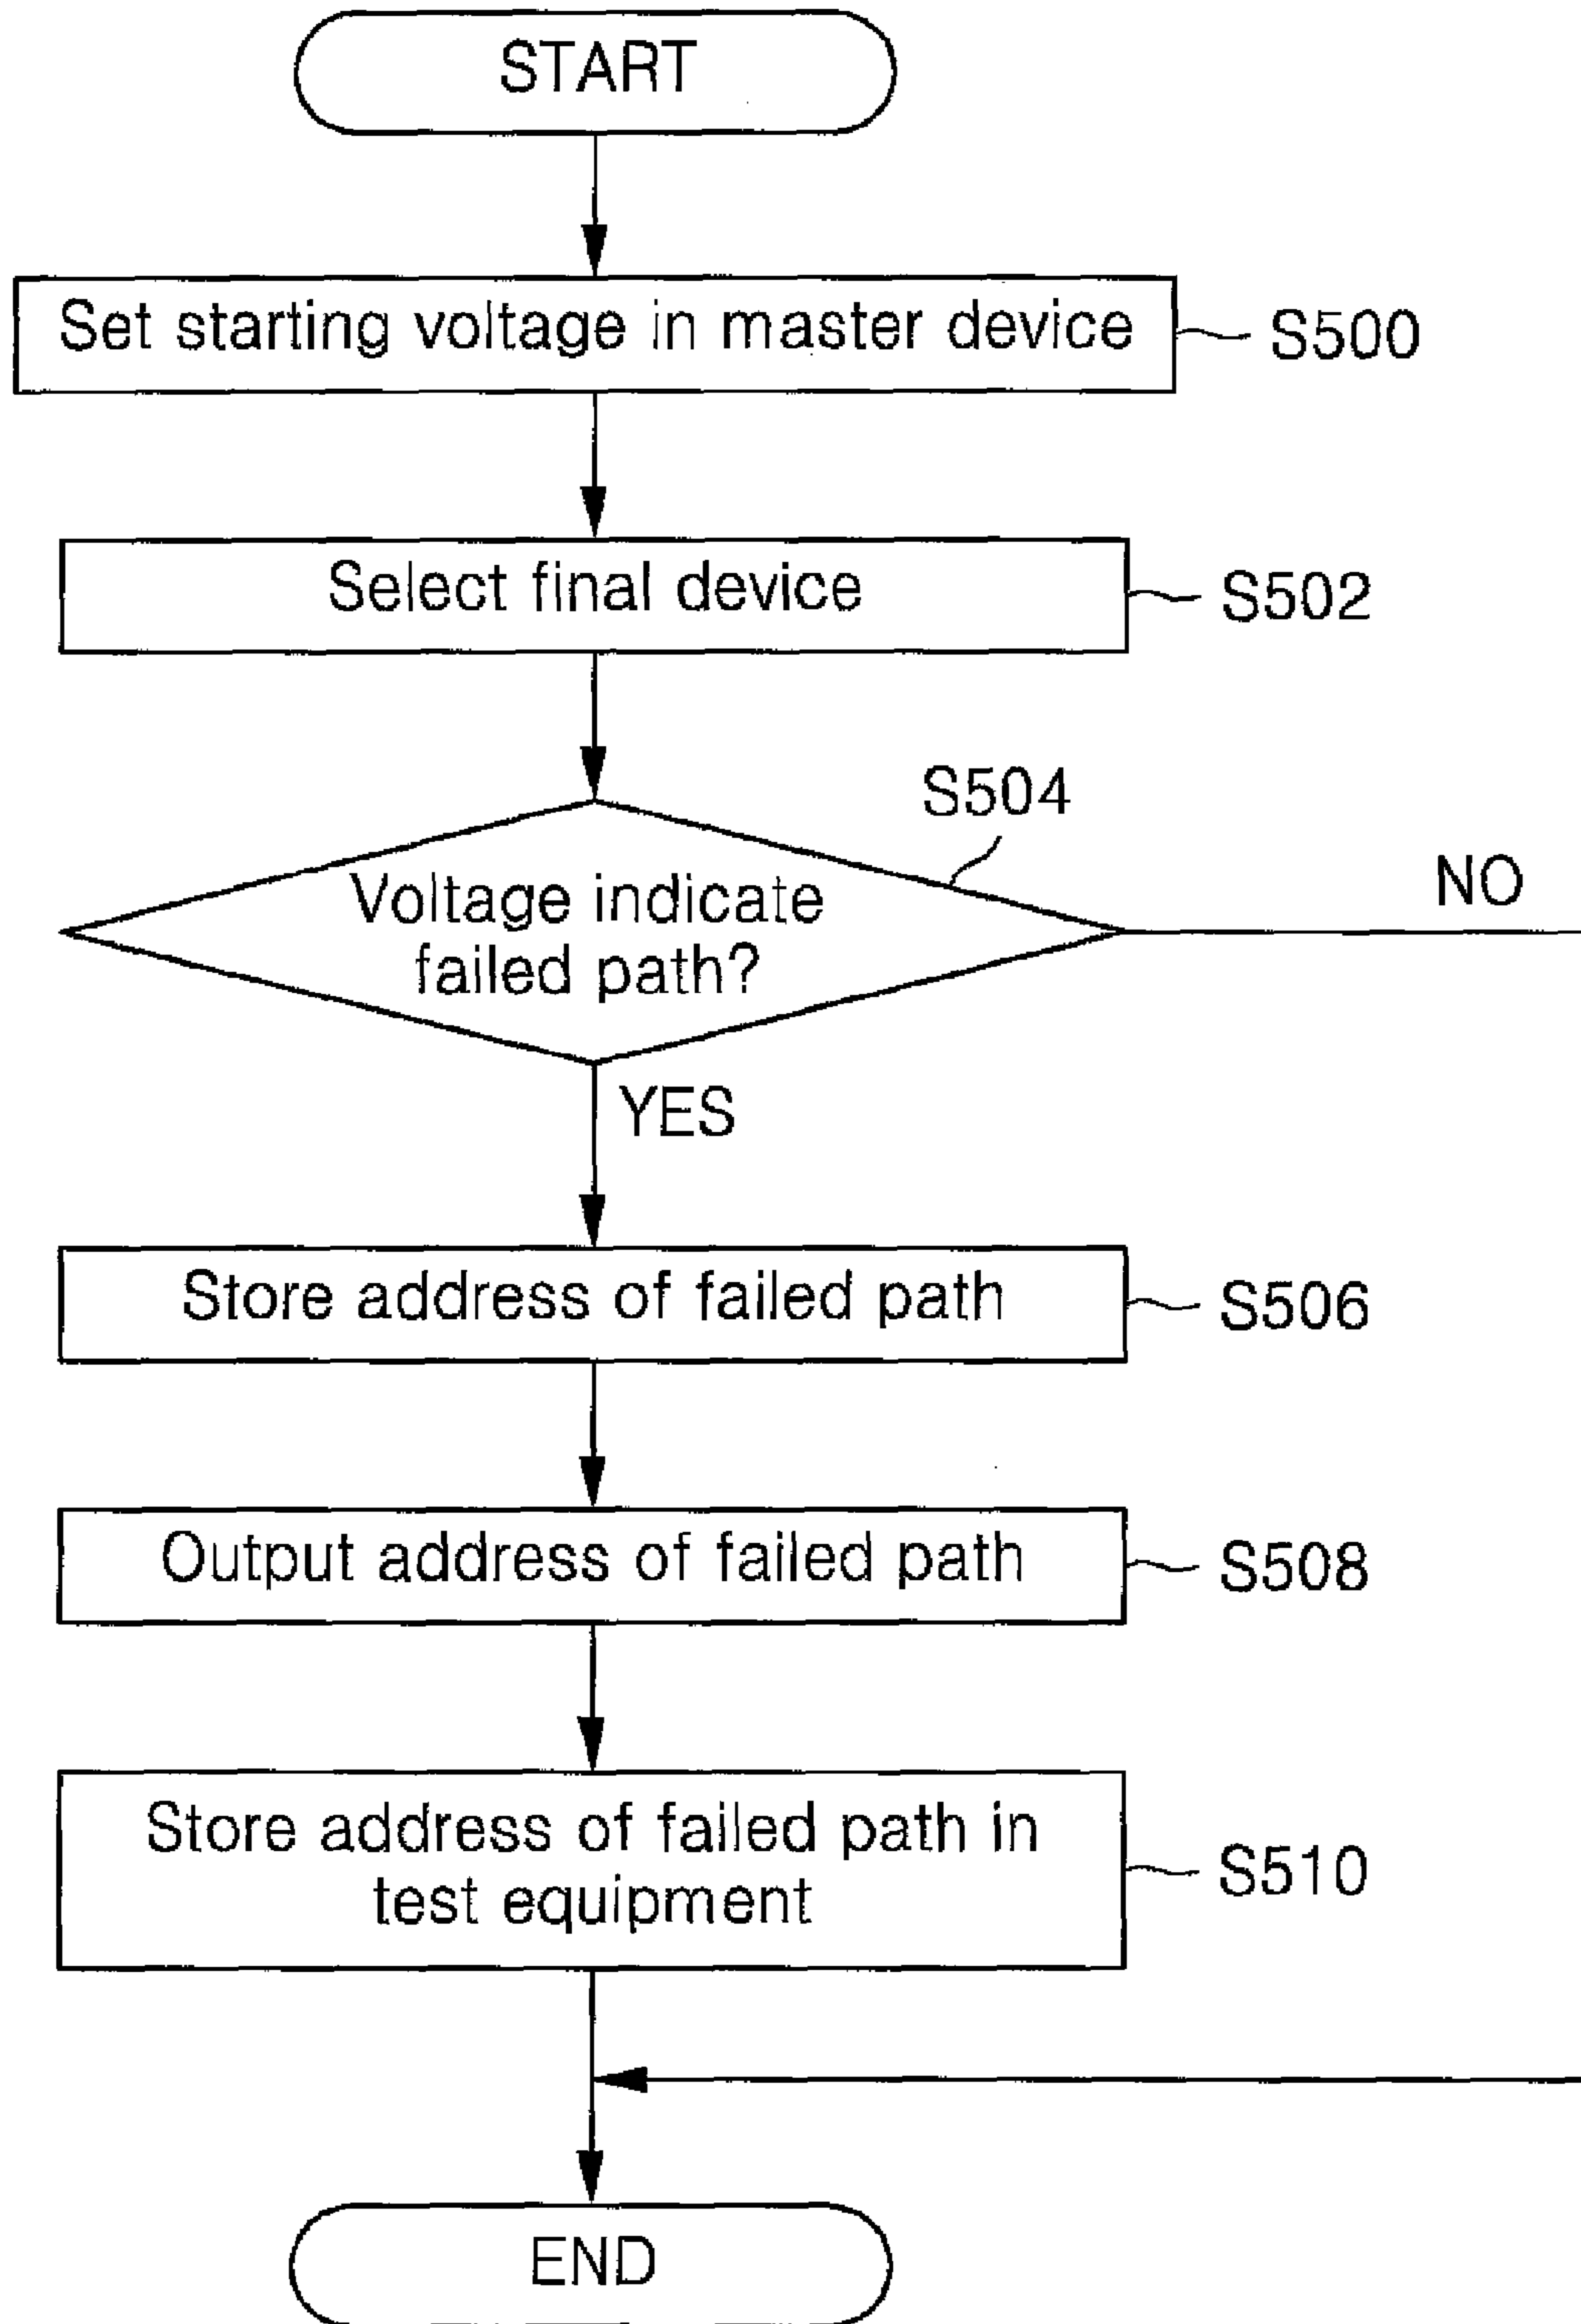 START
Set starting voltage in master device
S500
Select final device
S502
S504
Voltage indicate
failed path?
NO
YES
Store address of failed path
S506
Output address of failed path
S508
Store address of failed path in
test equipment
S510
END